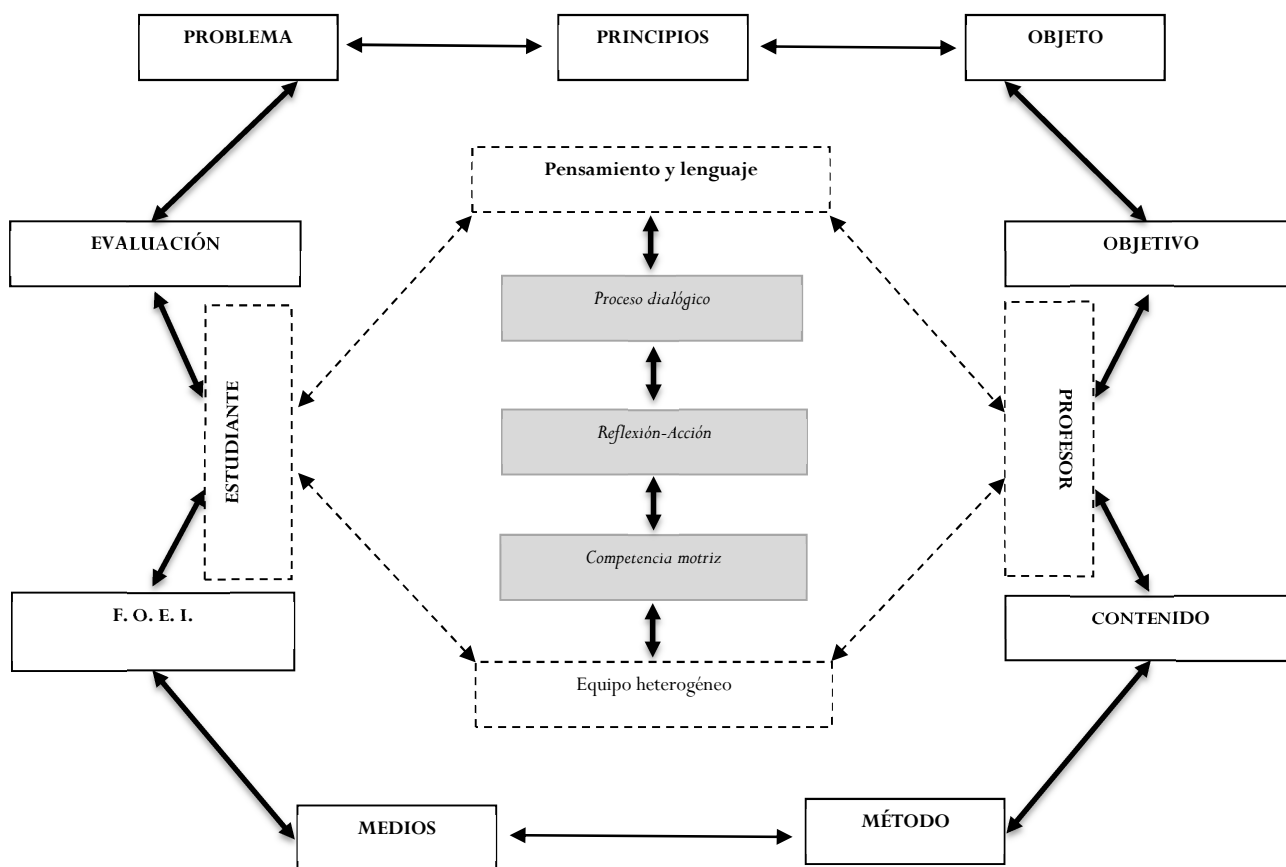 PROBLEMA
PRINCIPIOS
OBJETO
Pensamiento y lenguaje
EVALUACIÓN
OBJETIVO
Proceso dialógico
ESTUDIANTE
Reflexión-Acción
PROFESOR
Competencia motriz
F. O. E. I.
CONTENIDO
Equipo heterogéneo
MEDIOS
MÉTODO